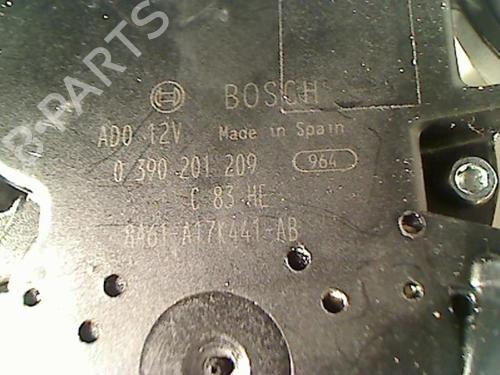 BOSCH
ADO 12V Made in Spain
0 390 201 209 964
C 83 HE
8A61-A17K441-AB
PARTS